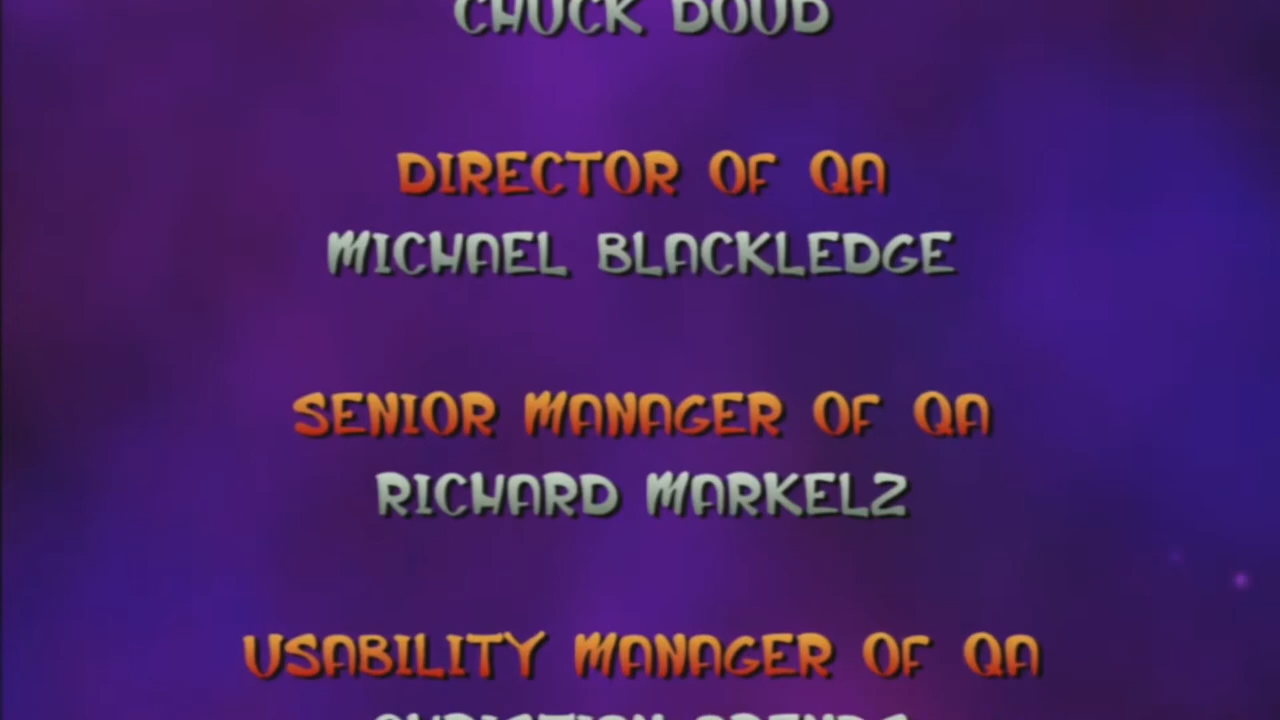 CHUCK DOUD
DIRECTOR OF QA
MICHAEL BLACKLEDGE
SENIOR MANAGER OF QA
RICHARD MARKELZ
USABILITY MANAGER OF QA